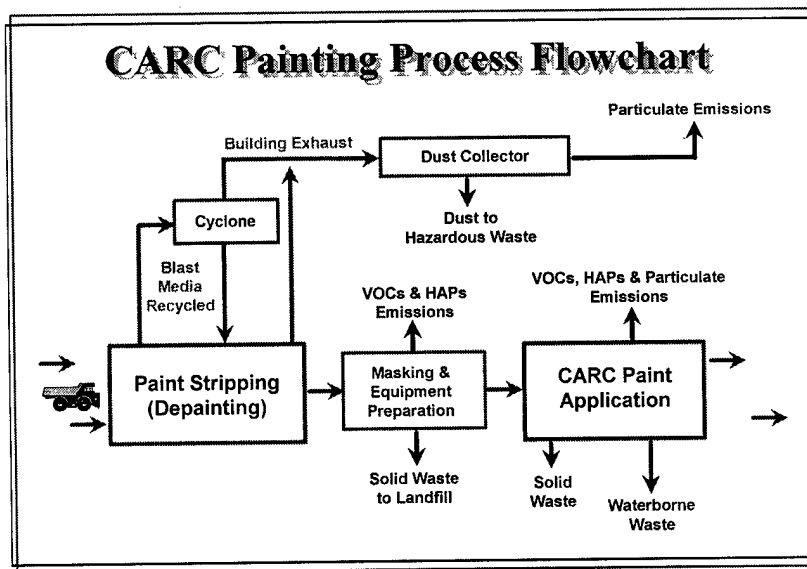 CARC Painting Process Flowchart
Particulate Emissions
Building Exhaust
Dust Collector
Cyclone
Dust to
Hazardous Waste
Blast
Media
Recycled
VOCs & HAPs
Emissions
VOCs, HAPs & Particulate
Emissions
Paint Stripping
(Depainting)
Masking &
Equipment
Preparation
CARC Paint
Application
Solid Waste
to Landfill
Solid
Waste
Waterborne
Waste